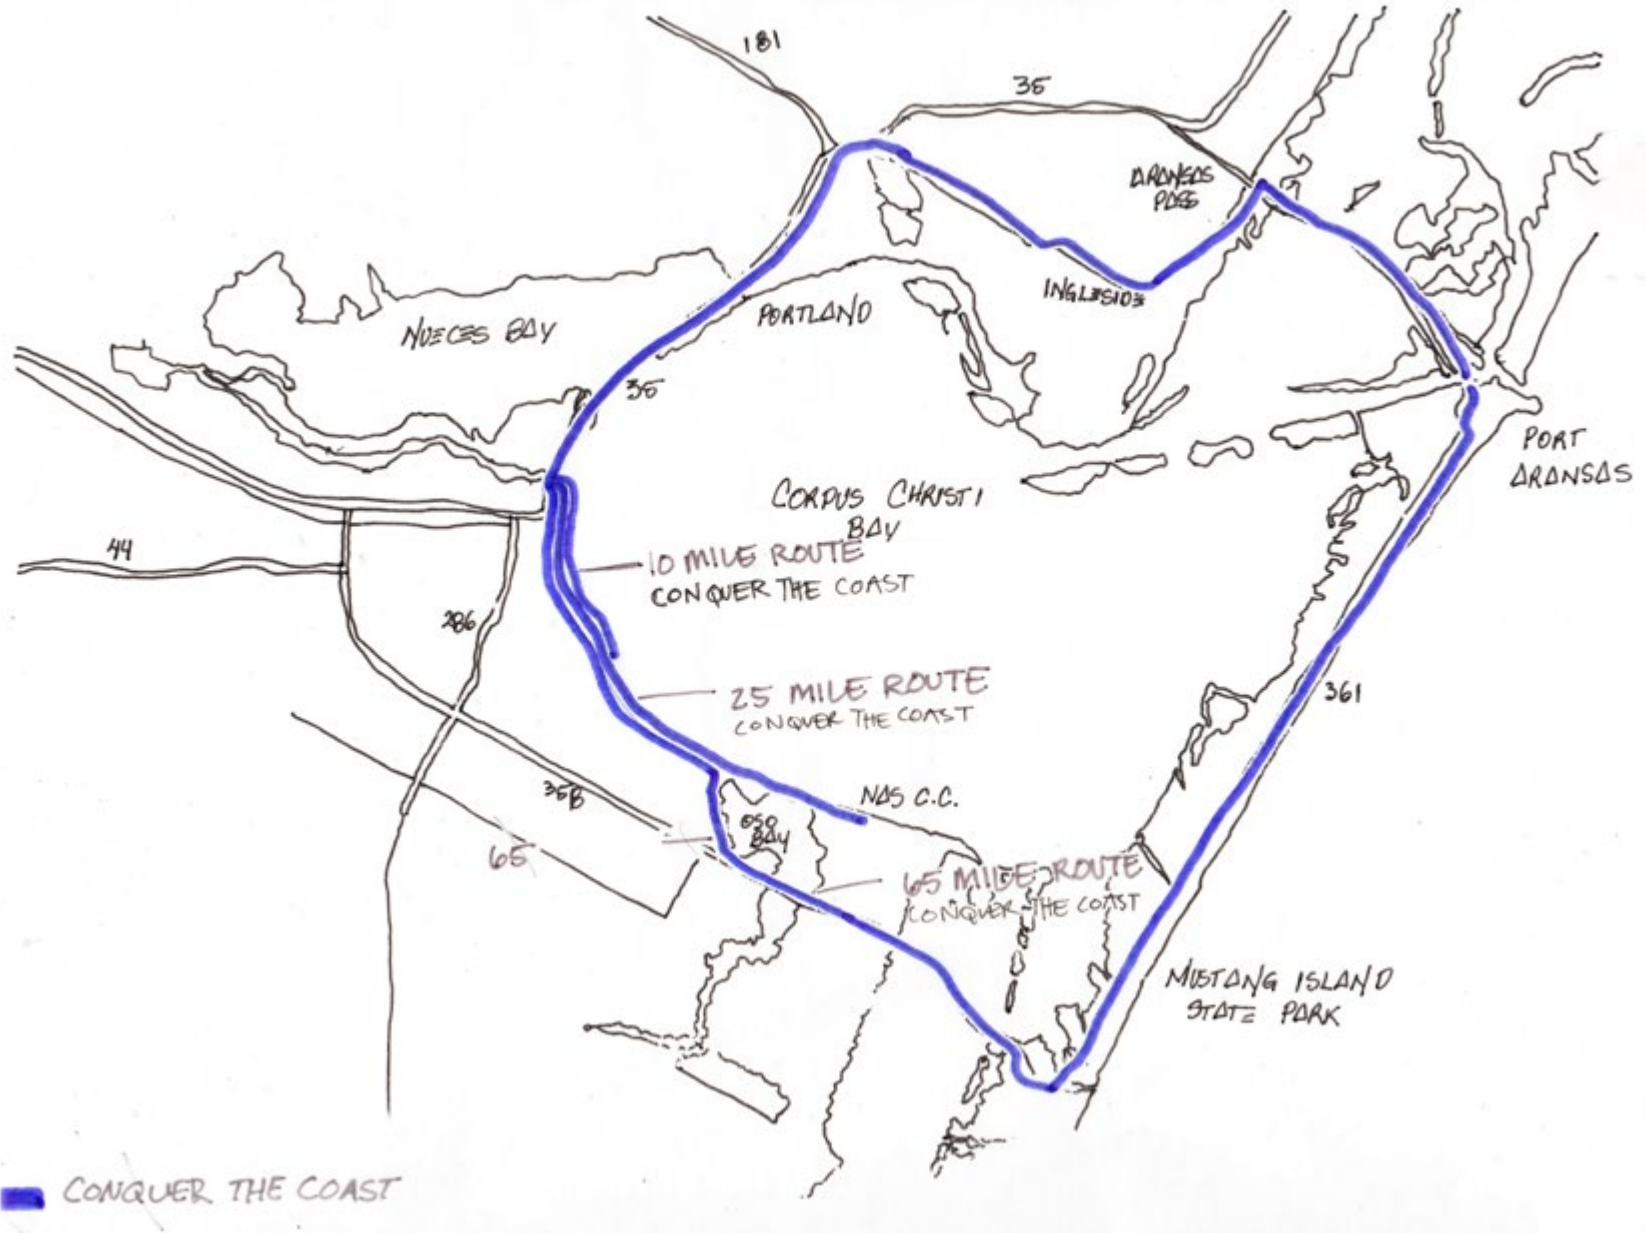 181
35
ARANSAS
PASS
INGLESIDE
NUECES BAY
PORTLAND
35
PORT
ARANSAS
CORPUS CHRISTI
BAY
44
10 MILE ROUTE
CONQUER THE COAST
286
25 MILE ROUTE
CONQUER THE COAST
361
358
NAS C.C.
OSO
BAY
65
65 MILE ROUTE
CONQUER THE COAST
MUSTANG ISLAND
STATE PARK
CONQUER THE COAST